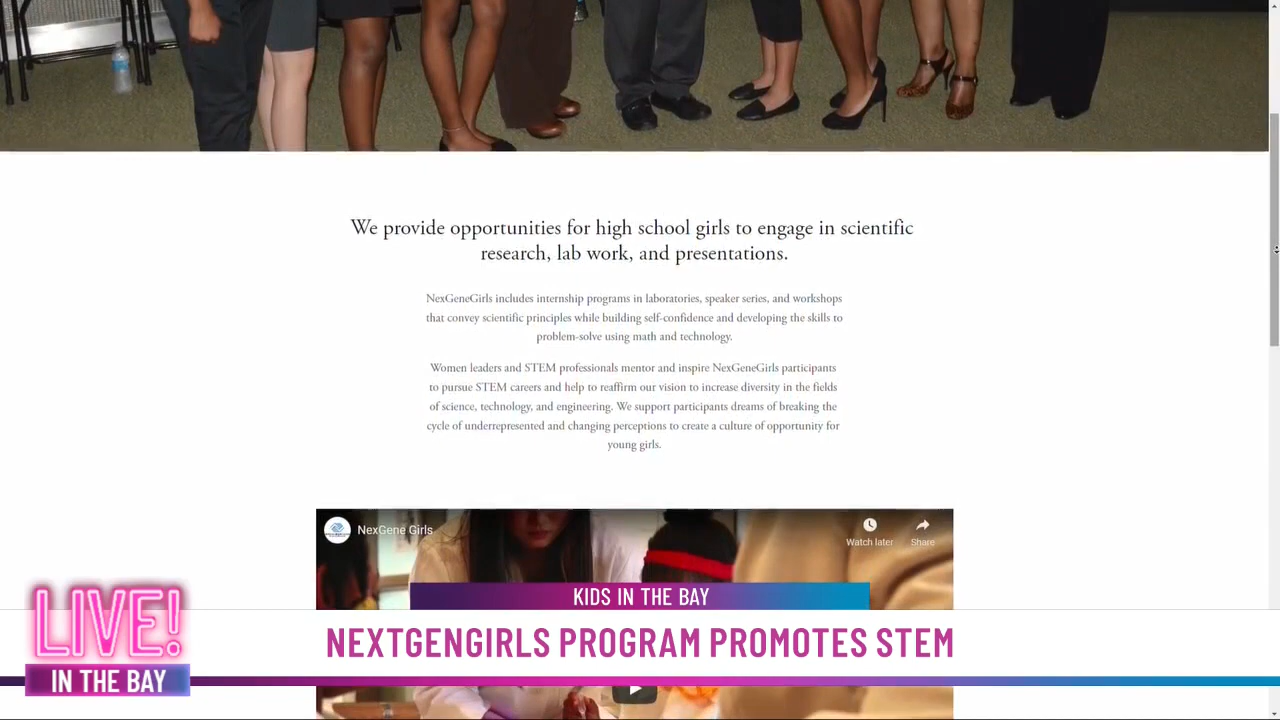 We provide opportunities for high school girls to engage in scientific
research, lab work, and presentations.
NexGeneGirls includes internship programs in laboratories, speaker series, and workshops
that convey scientific principles while building self-confidence and developing the skills to
problem-solve using math and technology.
Women leaders and STEM professionals mentor and inspire NexGeneGirls participants
to pursue STEM careers and help to reaffirm our vision to increase diversity in the fields
of science, technology, and engineering. We support participants dreams of breaking the
cycle of underrepresented and changing perceptions to create a culture of opportunity for
young girls.
NexGene Girls
Watch later
Share
KIDS IN THE BAY
NEXTGENGIRLS PROGRAM PROMOTES STEM
LIVE!
IN THE BAY